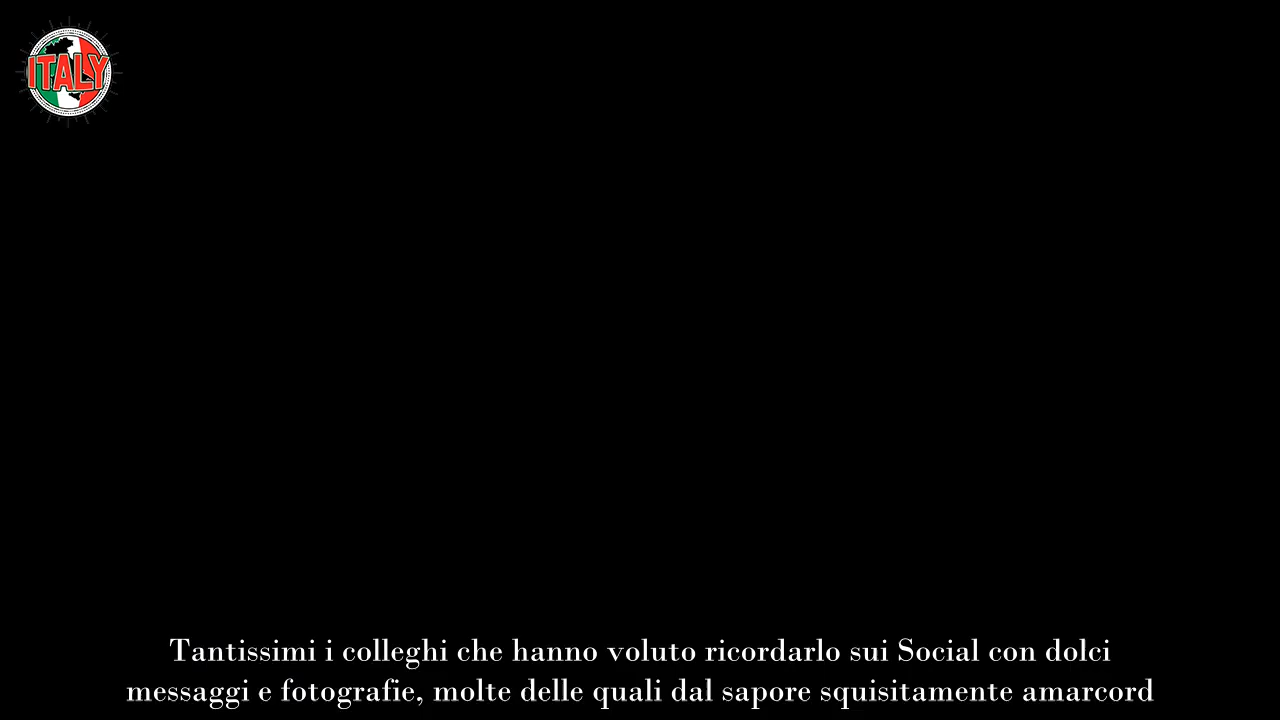 ITALY
Tantissimi i colleghi che hanno voluto ricordarlo sui Social con dolci
messaggi e fotografie, molte delle quali dal sapore squisitamente amarcord